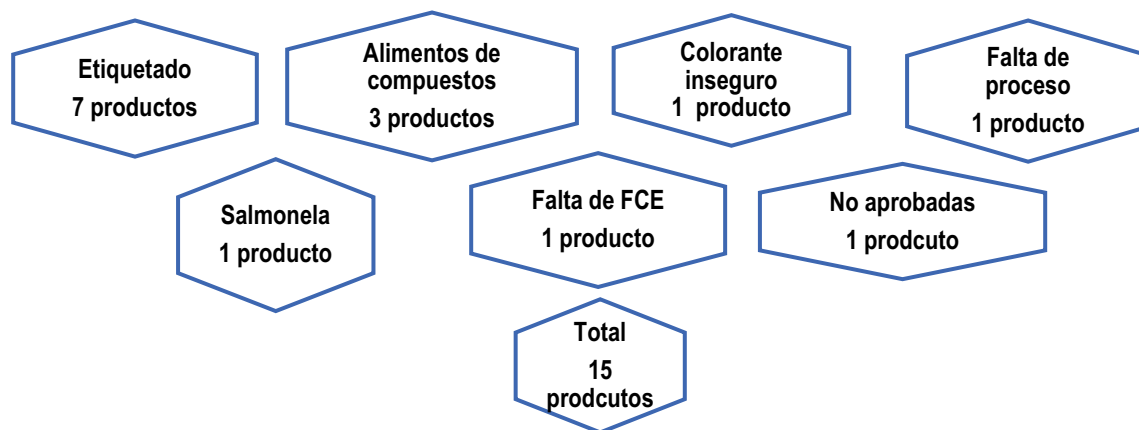 Etiquetado
7 productos
Alimentos de
compuestos
3 productos
Colorante
inseguro
1 producto
Falta de
proceso
1 producto
Salmonela
1 producto
Falta de FCE
1 producto
No aprobadas
1 prodcuto
Total
15
prodcutos